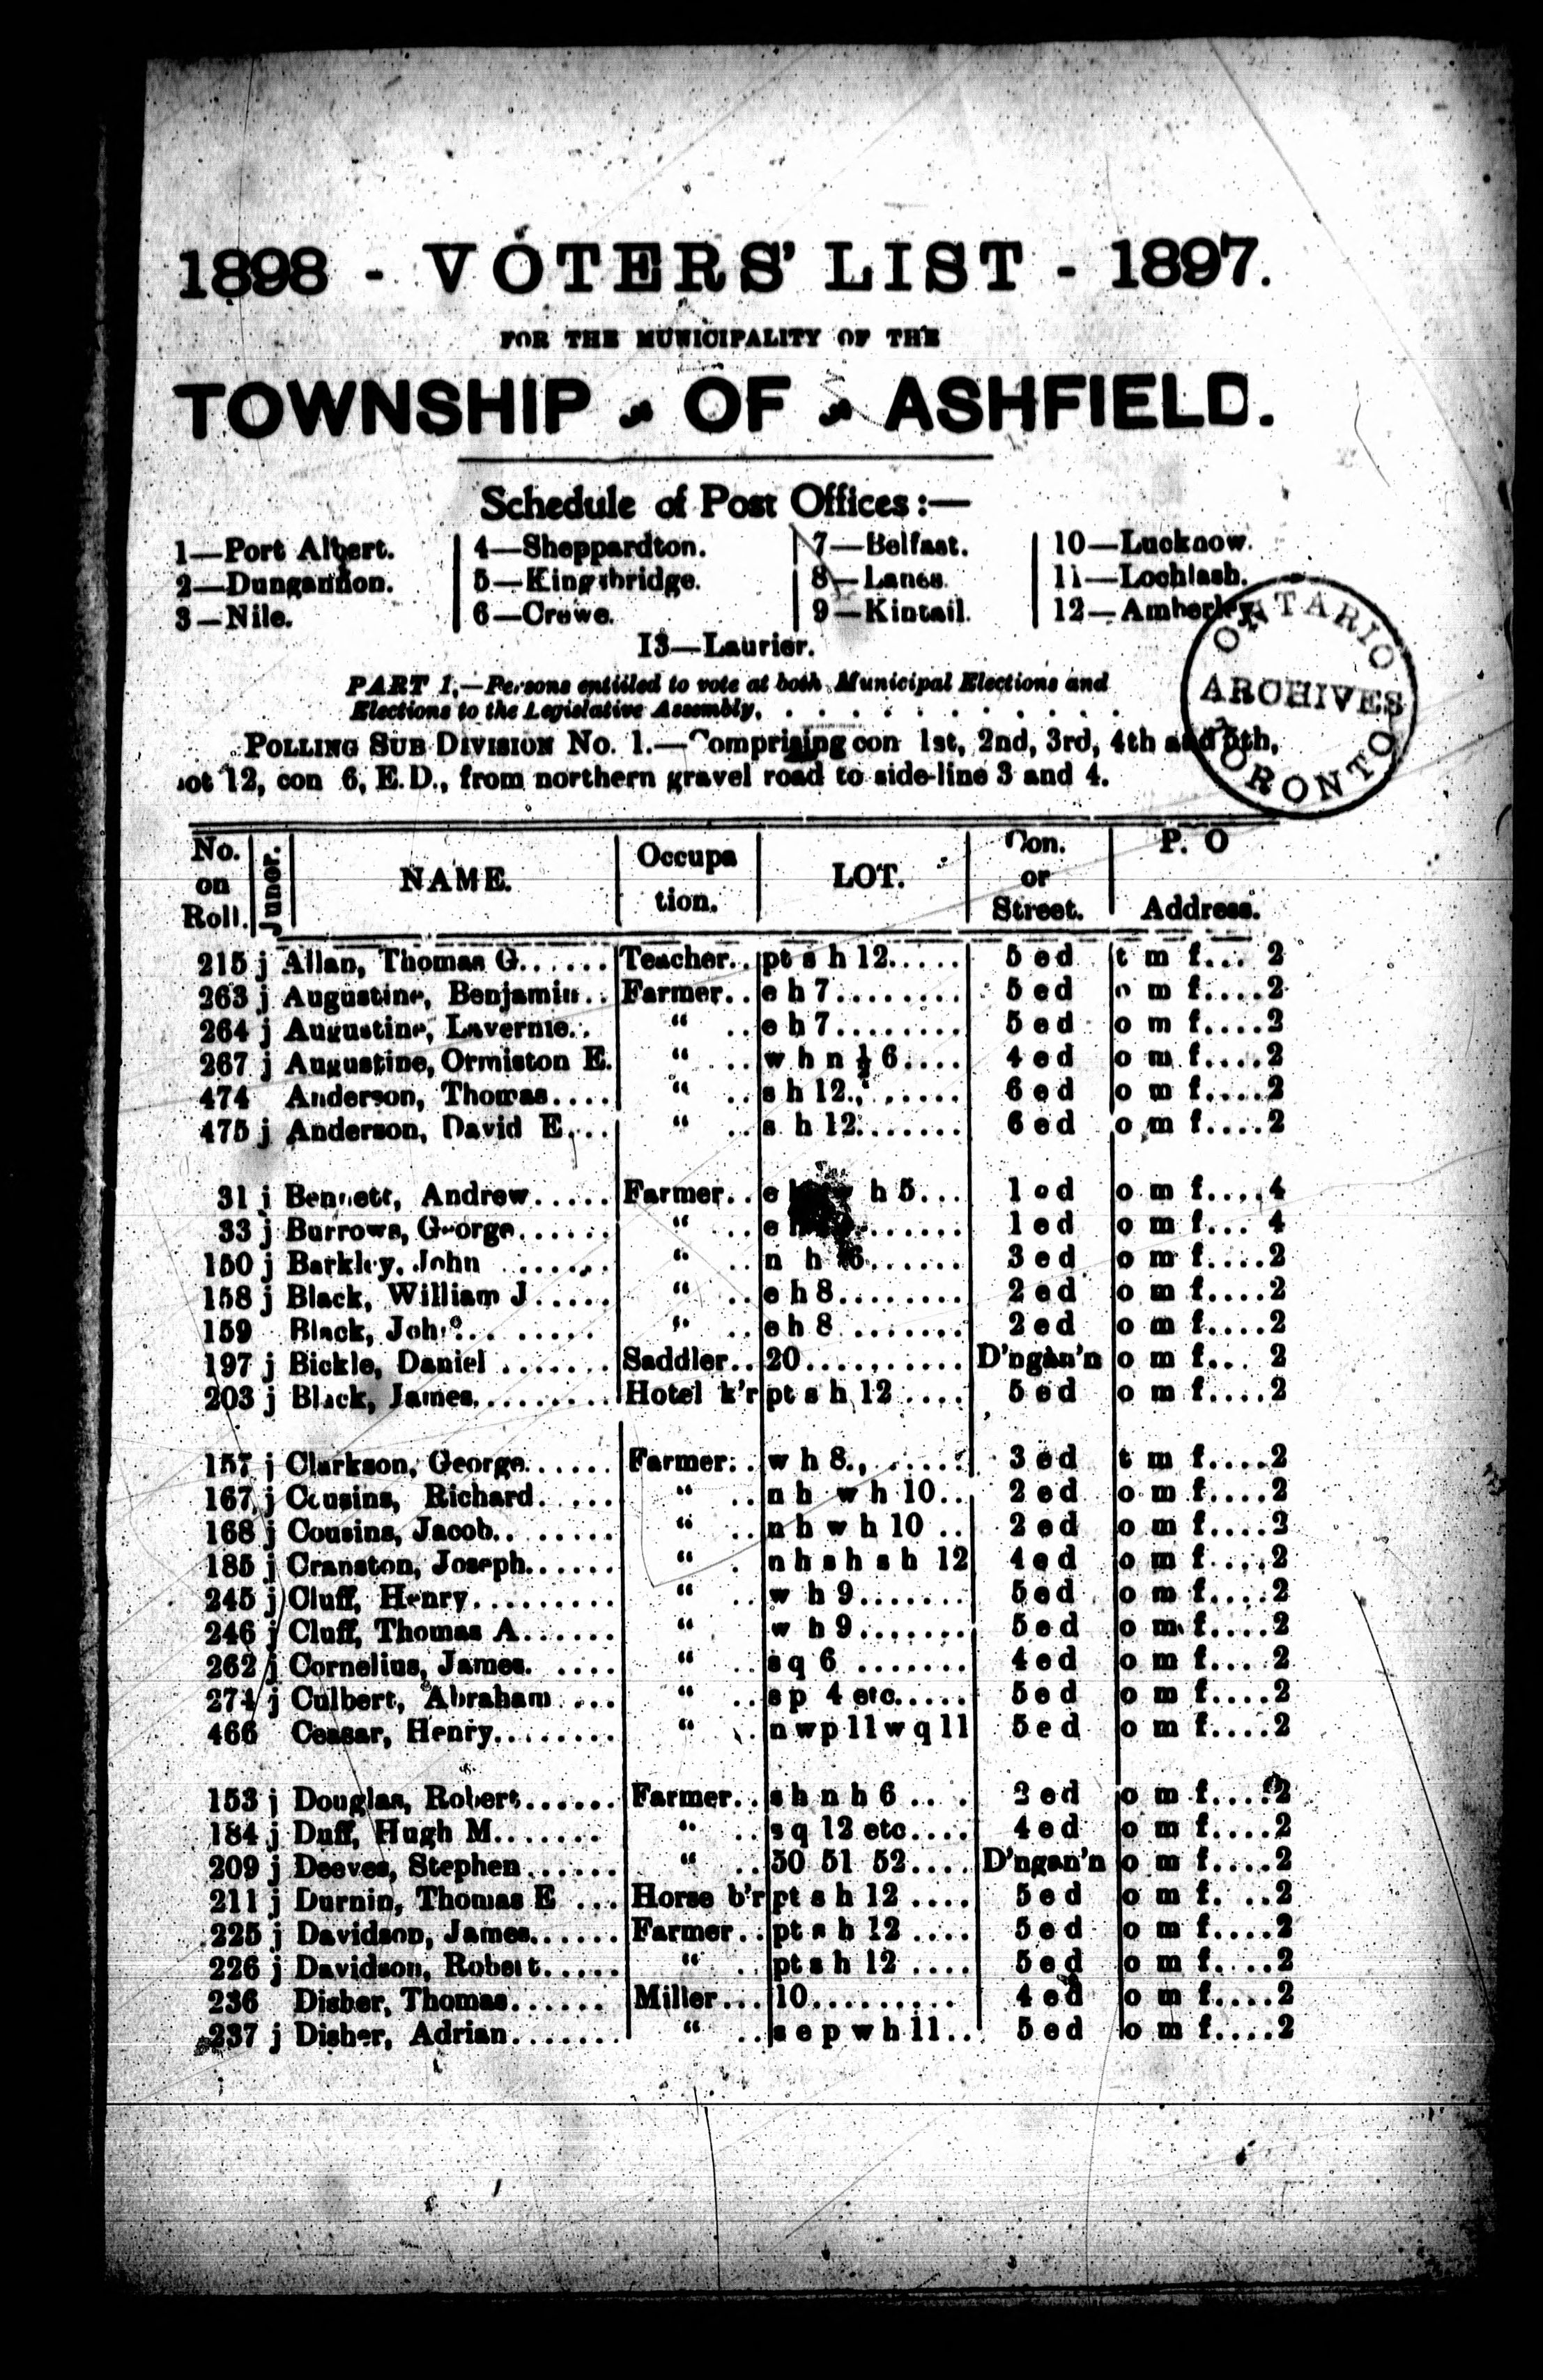 1898 - VOTERS' LIST - 1897.
FOR THE MUNICIPALITY OF THE
TOWNSHIP OF ASHFIELD.
Schedule of Post Offices:—
1—Port Albert. 4—Sheppardton. 7—Belfast. 10—Lucknow.
2—Dungannon. 5—Kingsbridge. 8—Lanes. 11—Lochlash.
3—Nile. 6—Crewe. 9—Kintail. 12—Amberley.
13—Laurier.
ONTARIO ARCHIVES TORONTO
PART 1.—Persons entitled to vote at both Municipal Elections and
Elections to the Legislative Assembly. . . . . . . . . . . .
POLLING SUB DIVISION No. 1.—Comprising con 1st, 2nd, 3rd, 4th and 5th,
lot 12, con 6, E.D., from northern gravel road to side-line 3 and 4.
No. on Roll. Junor. NAME. Occupa tion. LOT. Con. or Street. P. O Address.
215 j Allan, Thomas G...... Teacher.. pt s h 12..... 5 e d t m f... 2
263 j Augustine, Benjamin.. Farmer.. e h 7........ 5 e d o m f....2
264 j Augustine, Lavernie.. “ .. e h 7........ 5 e d o m f....2
267 j Augustine, Ormiston E. “ .. w h n ½ 6.... 4 e d o m f....2
474 Anderson, Thomas.... “ .. s h 12....... 6 e d o m f....2
475 j Anderson, David E... “ .. s h 12....... 6 e d o m f....2
31 j Bennett, Andrew..... Farmer.. e h 5... 1 e d o m f....4
33 j Burrows, George...... “ .. e 1 e d o m f... 4
150 j Barkley, John ...... “ .. n h 6...... 3 e d o m f....2
158 j Black, William J..... “ .. e h 8........ 2 e d o m f....2
159 Black, John... ..... “ .. e h 8 ....... 2 e d o m f....2
197 j Bickle, Daniel ....... Saddler.. 20........... D'ngan'n o m f... 2
203 j Black, James......... Hotel k'r pt s h 12 .... 5 e d o m f....2
157 j Clarkson, George...... Farmer.. w h 8., ..... 3 e d t m f....2
167 j Cousins, Richard..... “ .. n h w h 10.. 2 e d o m f....2
168 j Cousins, Jacob.. ...... “ .. n h w h 10 .. 2 e d o m f....2
185 j Cranston, Joseph...... “ . n h s h s h 12 4 e d o m f....2
245 j Cluff, Henry......... “ .. w h 9....... 5 e d o m f....2
246 j Cluff, Thomas A...... “ . w h 9....... 5 e d o m f....2
262 j Cornelius, James. .... “ .. s q 6 ....... 4 e d o m f....2
274 j Culbert, Abraham .... “ .. s p 4 etc..... 5 e d o m f....2
466 Ceasar, Henry........ “ .. n w p 11 w q 11 5 e d o m f....2
153 j Douglas, Robert...... Farmer.. s h n h 6 .. . 2 e d o m f....2
184 j Duff, Hugh M....... “ .. s q 12 etc.... 4 e d o m f....2
209 j Deeves, Stephen...... “ .. 50 51 52.... D'ngan'n o m f....2
211 j Durnin, Thomas E ... Horse b'r pt s h 12 .... 5 e d o m f. ..2
225 j Davidson, James...... Farmer.. pt s h 12 .... 5 e d o m f....2
226 j Davidson, Robert..... “ .. pt s h 12 .... 5 e d o m f....2
236 Disher, Thomas...... Miller... 10......... 4 e d o m f....2
237 j Disher, Adrian....... “ .. s e p w h 11.. 5 e d o m f....2